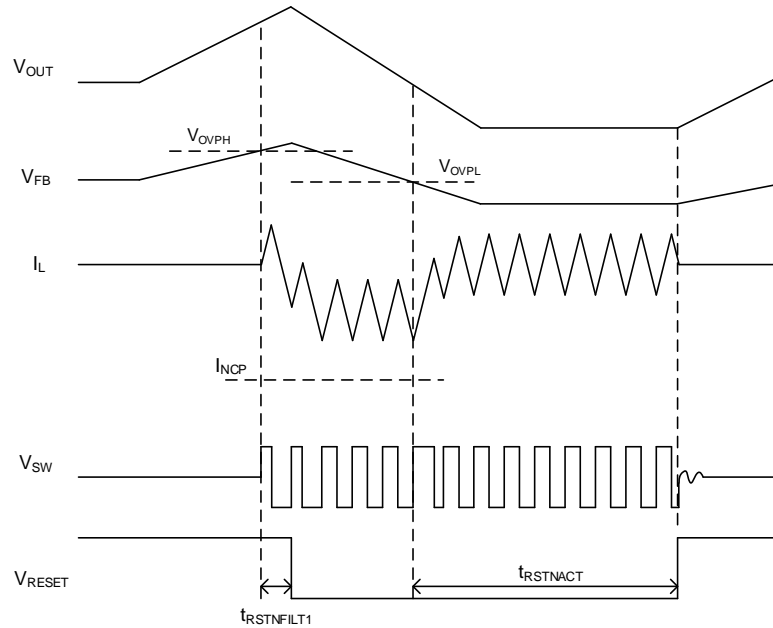 VOUT
VOVPH
VOVPL
VFB
IL
INCP
VSW
tRSTNACT
VRESET
tRSTNFILT1